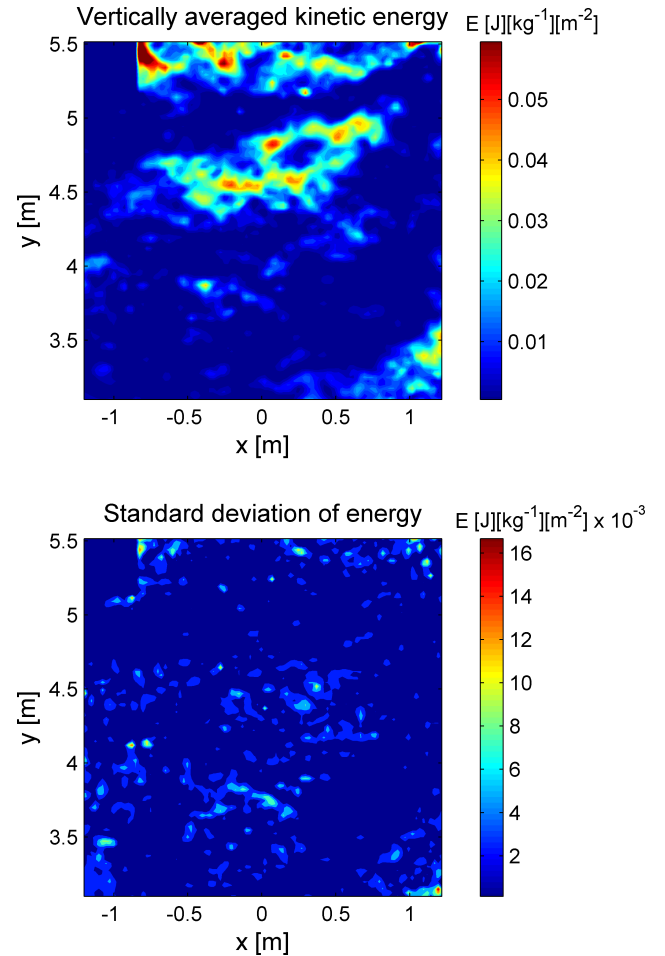 Vertically averaged kinetic energy
E [J][kg⁻¹][m⁻²]
5.5
5
4.5
4
3.5
y [m]
-1 -0.5 0 0.5 1
x [m]
0.05
0.04
0.03
0.02
0.01
Standard deviation of energy
E [J][kg⁻¹][m⁻²] x 10⁻³
5.5
5
4.5
4
3.5
y [m]
-1 -0.5 0 0.5 1
x [m]
16
14
12
10
8
6
4
2